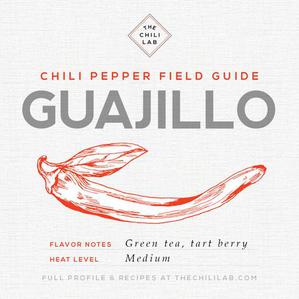 THE
CHILI
LAB
CHILI PEPPER FIELD GUIDE
GUAJILLO
FLAVOR NOTES Green tea, tart berry
HEAT LEVEL Medium
FULL PROFILE & RECIPES AT THECHILILAB.COM